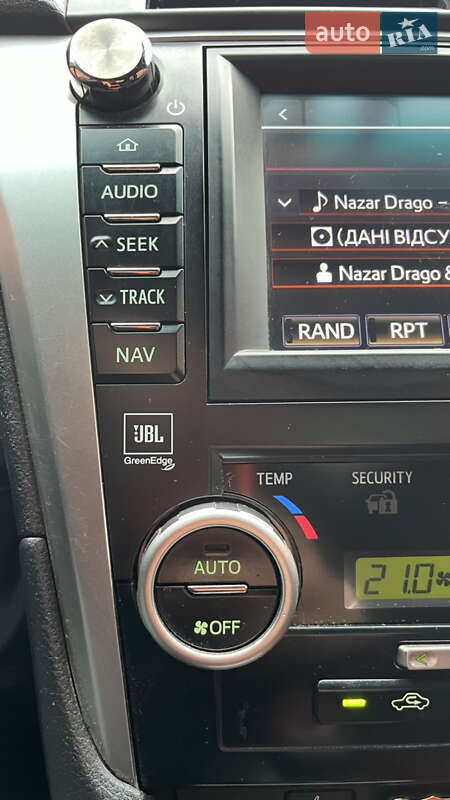 auto RIA
.com
AUDIO
SEEK
TRACK
NAV
Nazar Drago –
(ДАНІ ВІДСУ
Nazar Drago &
RAND RPT
JBL
GreenEdge
TEMP SECURITY
AUTO
OFF
21.0